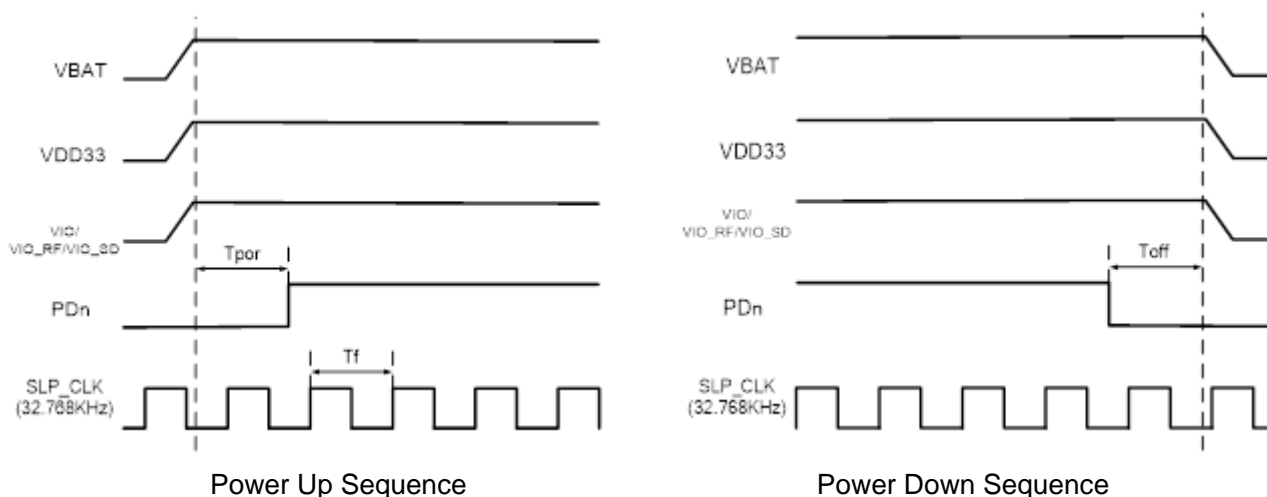 VBAT
VDD33
VIO/
VIO_RF/VIO_SD
Tpor
PDn
Tf
SLP_CLK
(32.768KHz)
Power Up Sequence
VBAT
VDD33
VIO/
VIO_RF/VIO_SD
Toff
PDn
SLP_CLK
(32.768KHz)
Power Down Sequence